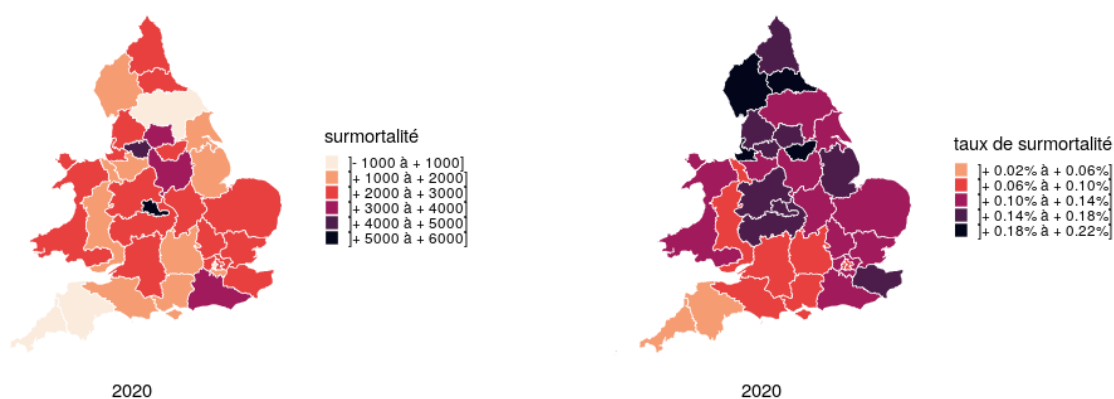 surmortalité
]- 1000 à + 1000]
]+ 1000 à + 2000]
]+ 2000 à + 3000]
]+ 3000 à + 4000]
]+ 4000 à + 5000]
]+ 5000 à + 6000]
2020
taux de surmortalité
]+ 0.02% à + 0.06%]
]+ 0.06% à + 0.10%]
]+ 0.10% à + 0.14%]
]+ 0.14% à + 0.18%]
]+ 0.18% à + 0.22%]
2020